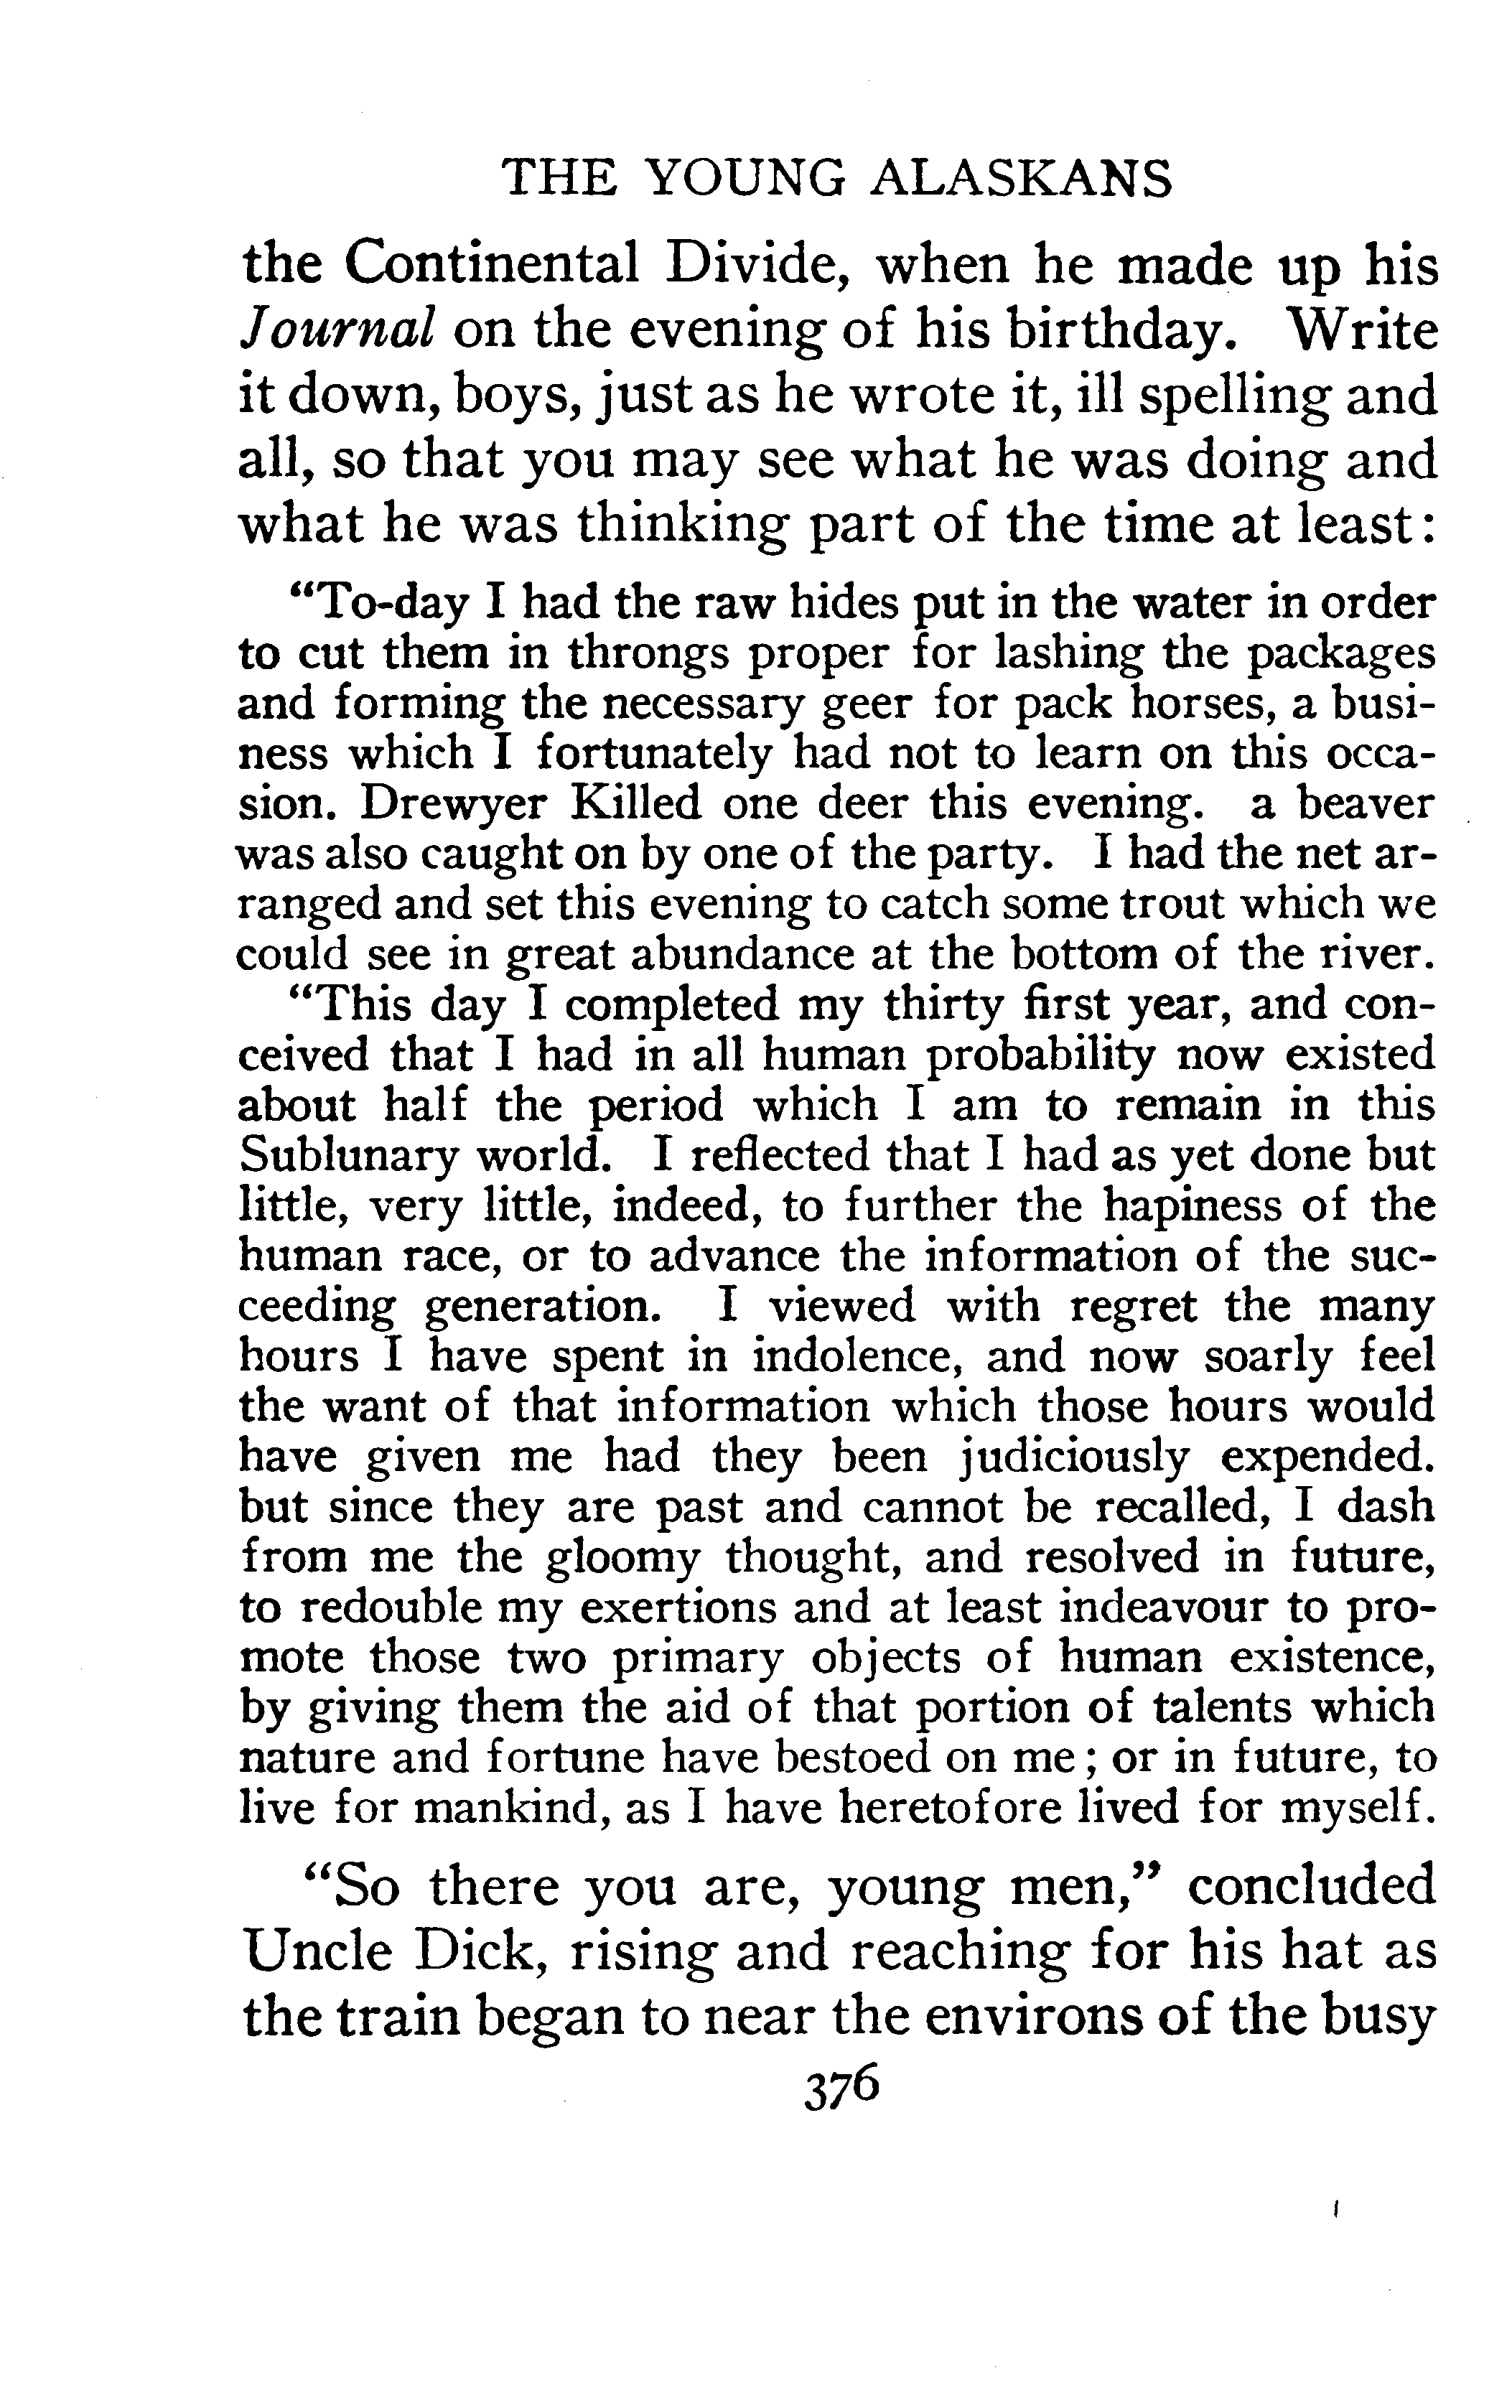 THE YOUNG ALASKANS
the Continental Divide, when he made up his
Journal on the evening of his birthday. Write
it down, boys, just as he wrote it, ill spelling and
all, so that you may see what he was doing and
what he was thinking part of the time at least:
"To-day I had the raw hides put in the water in order
to cut them in throngs proper for lashing the packages
and forming the necessary geer for pack horses, a busi-
ness which I fortunately had not to learn on this occa-
sion. Drewyer Killed one deer this evening. a beaver
was also caught on by one of the party. I had the net ar-
ranged and set this evening to catch some trout which we
could see in great abundance at the bottom of the river.
"This day I completed my thirty first year, and con-
ceived that I had in all human probability now existed
about half the period which I am to remain in this
Sublunary world. I reflected that I had as yet done but
little, very little, indeed, to further the hapiness of the
human race, or to advance the information of the suc-
ceeding generation. I viewed with regret the many
hours I have spent in indolence, and now soarly feel
the want of that information which those hours would
have given me had they been judiciously expended.
but since they are past and cannot be recalled, I dash
from me the gloomy thought, and resolved in future,
to redouble my exertions and at least indeavour to pro-
mote those two primary objects of human existence,
by giving them the aid of that portion of talents which
nature and fortune have bestoed on me; or in future, to
live for mankind, as I have heretofore lived for myself.
"So there you are, young men," concluded
Uncle Dick, rising and reaching for his hat as
the train began to near the environs of the busy
376